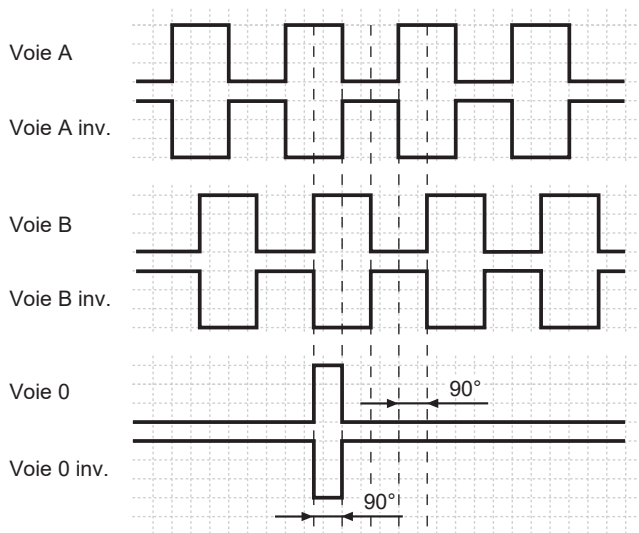 Voie A
Voie A inv.
Voie B
Voie B inv.
Voie 0
90°
Voie 0 inv.
90°